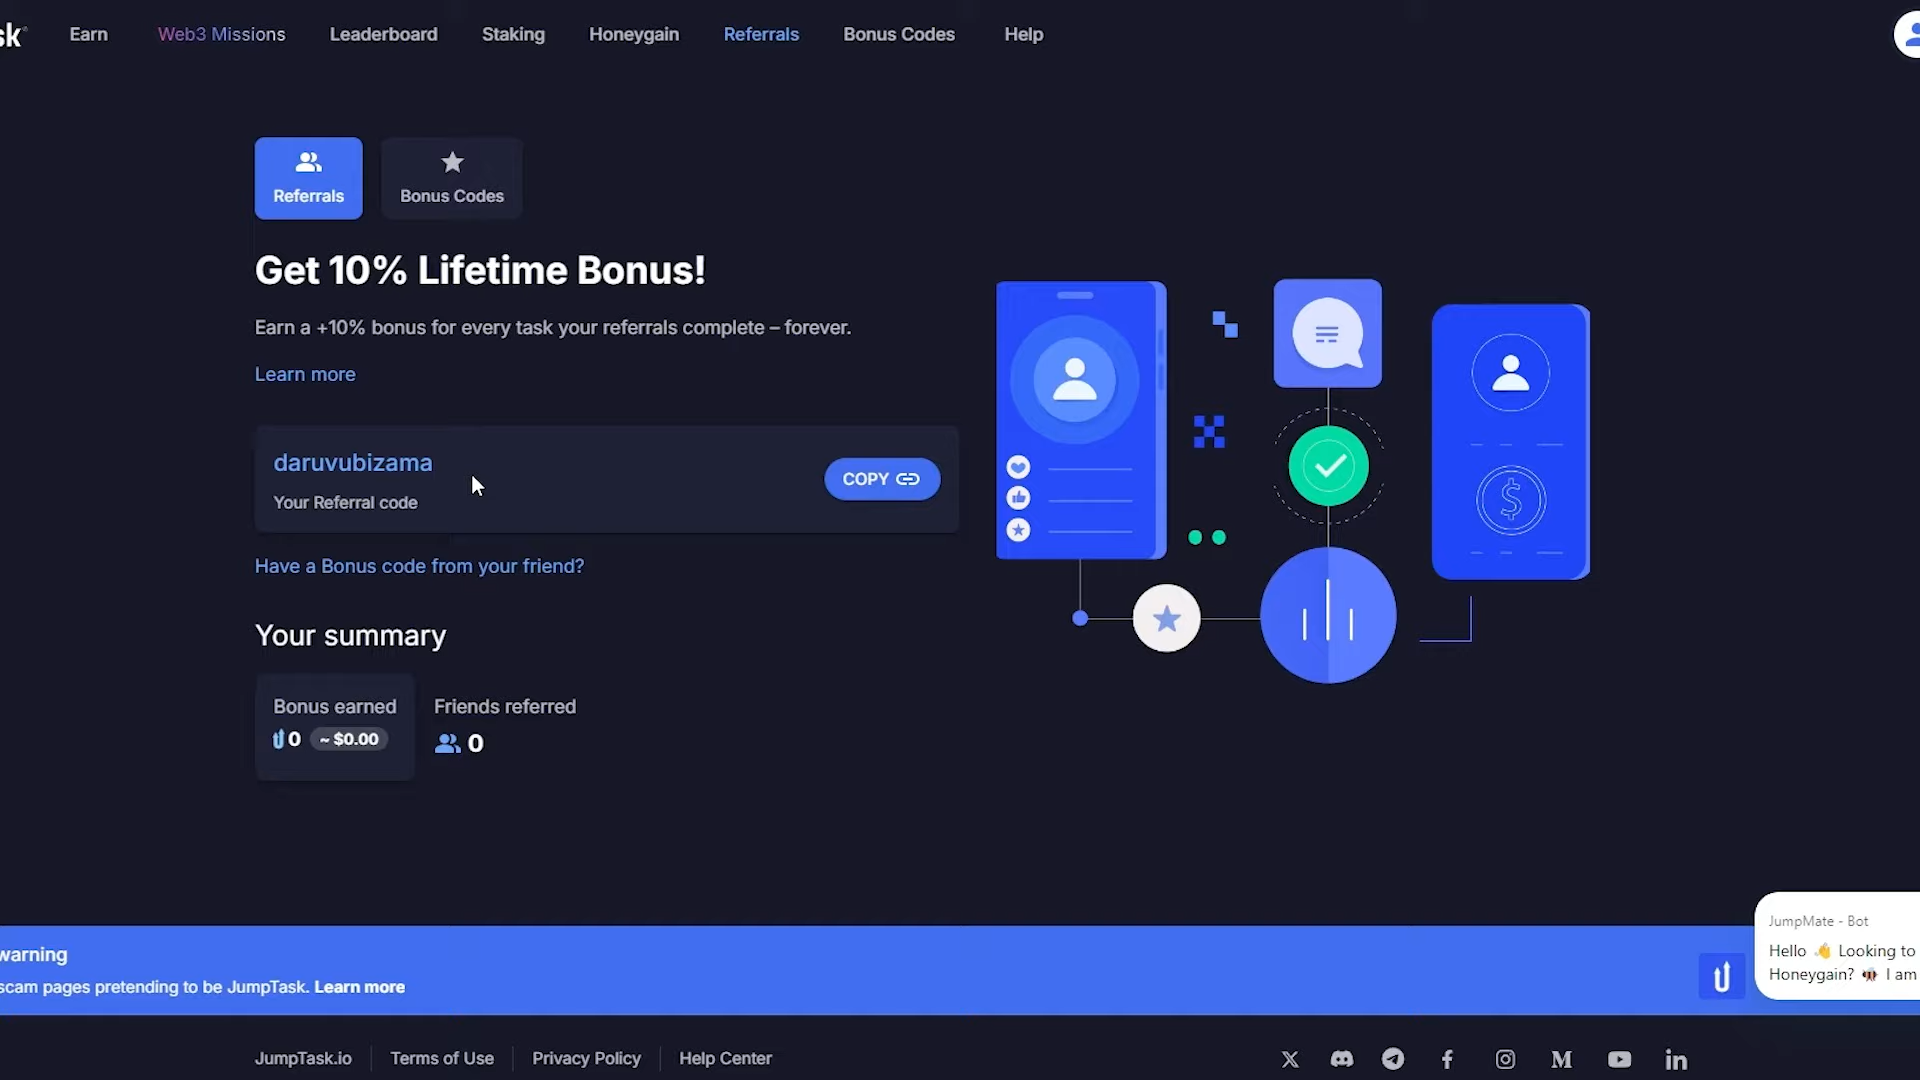 sk
Earn
Web3 Missions
Leaderboard
Staking
Honeygain
Referrals
Bonus Codes
Help
Referrals
Bonus Codes
Get 10% Lifetime Bonus!
Earn a +10% bonus for every task your referrals complete – forever.
Learn more
daruvubizama
Your Referral code
COPY
Have a Bonus code from your friend?
Your summary
Bonus earned
0 ~ $0.00
Friends referred
0
warning
scam pages pretending to be JumpTask. Learn more
JumpMate - Bot
Hello 👋 Looking to
Honeygain? 🐝 I am
JumpTask.io
Terms of Use
Privacy Policy
Help Center